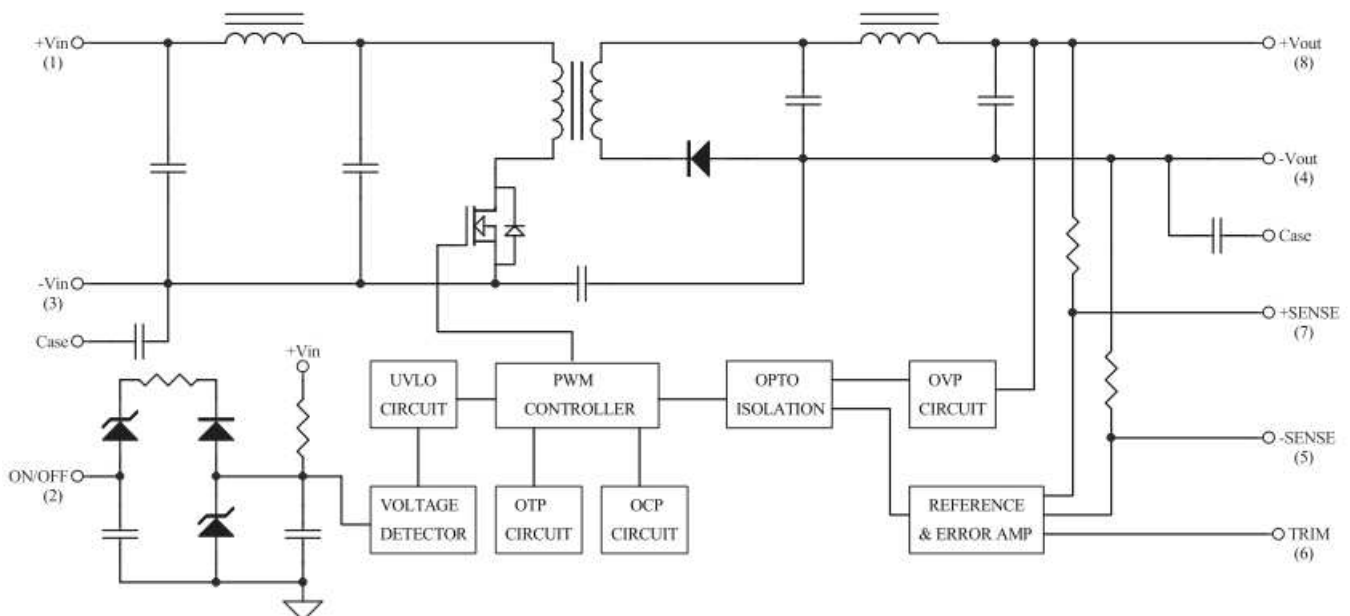 +Vin
(1)
+Vout
(8)
-Vout
(4)
Case
-Vin
(3)
Case
+SENSE
(7)
+Vin
UVLO
CIRCUIT
PWM
CONTROLLER
OPTO
ISOLATION
OVP
CIRCUIT
-SENSE
(5)
ON/OFF
(2)
VOLTAGE
DETECTOR
OTP
CIRCUIT
OCP
CIRCUIT
REFERENCE
& ERROR AMP
TRIM
(6)